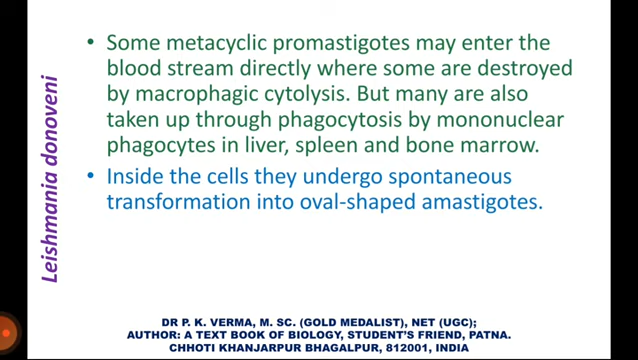 Leishmania donoveni
• Some metacyclic promastigotes may enter the
blood stream directly where some are destroyed
by macrophagic cytolysis. But many are also
taken up through phagocytosis by mononuclear
phagocytes in liver, spleen and bone marrow.
• Inside the cells they undergo spontaneous
transformation into oval-shaped amastigotes.
DR P. K. VERMA, M. SC. (GOLD MEDALIST), NET (UGC);
AUTHOR: A TEXT BOOK OF BIOLOGY, STUDENT'S FRIEND, PATNA.
CHHOTI KHANJARPUR BHAGALPUR, 812001, INDIA